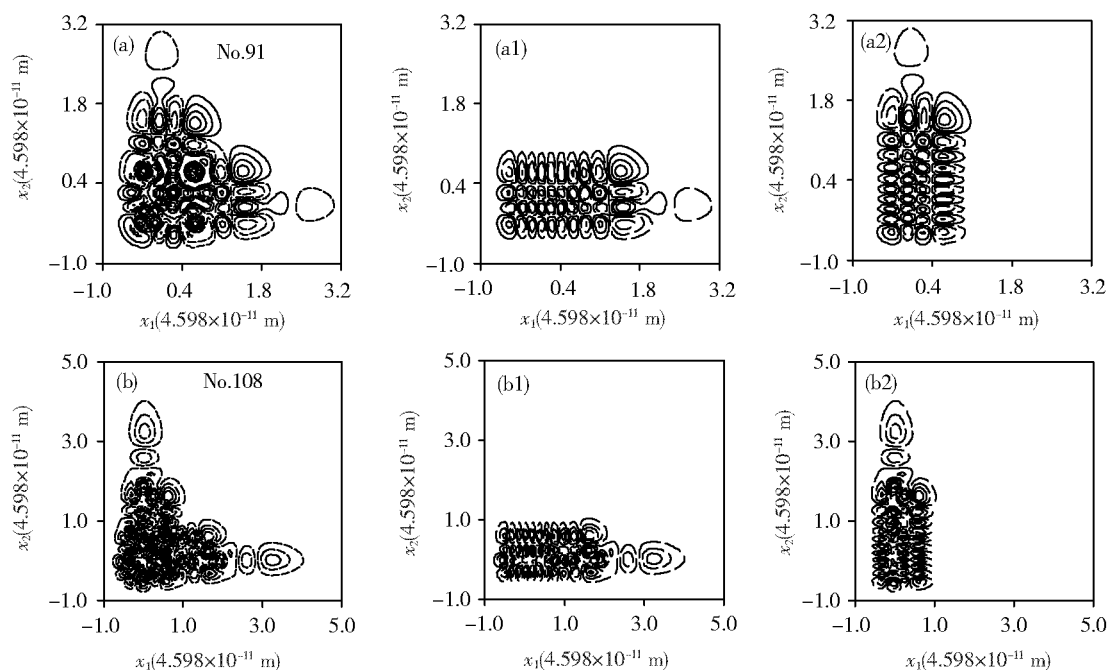 (a) No.91
3.2
1.8
0.4
−1.0
x₂(4.598×10⁻¹¹ m)
−1.0 0.4 1.8 3.2
x₁(4.598×10⁻¹¹ m)
(a1)
3.2
1.8
0.4
−1.0
x₂(4.598×10⁻¹¹ m)
−1.0 0.4 1.8 3.2
x₁(4.598×10⁻¹¹ m)
(a2)
3.2
1.8
0.4
−1.0
x₂(4.598×10⁻¹¹ m)
−1.0 0.4 1.8 3.2
x₁(4.598×10⁻¹¹ m)
(b) No.108
5.0
3.0
1.0
−1.0
x₂(4.598×10⁻¹¹ m)
−1.0 1.0 3.0 5.0
x₁(4.598×10⁻¹¹ m)
(b1)
5.0
3.0
1.0
−1.0
x₂(4.598×10⁻¹¹ m)
−1.0 1.0 3.0 5.0
x₁(4.598×10⁻¹¹ m)
(b2)
5.0
3.0
1.0
−1.0
x₂(4.598×10⁻¹¹ m)
−1.0 1.0 3.0 5.0
x₁(4.598×10⁻¹¹ m)